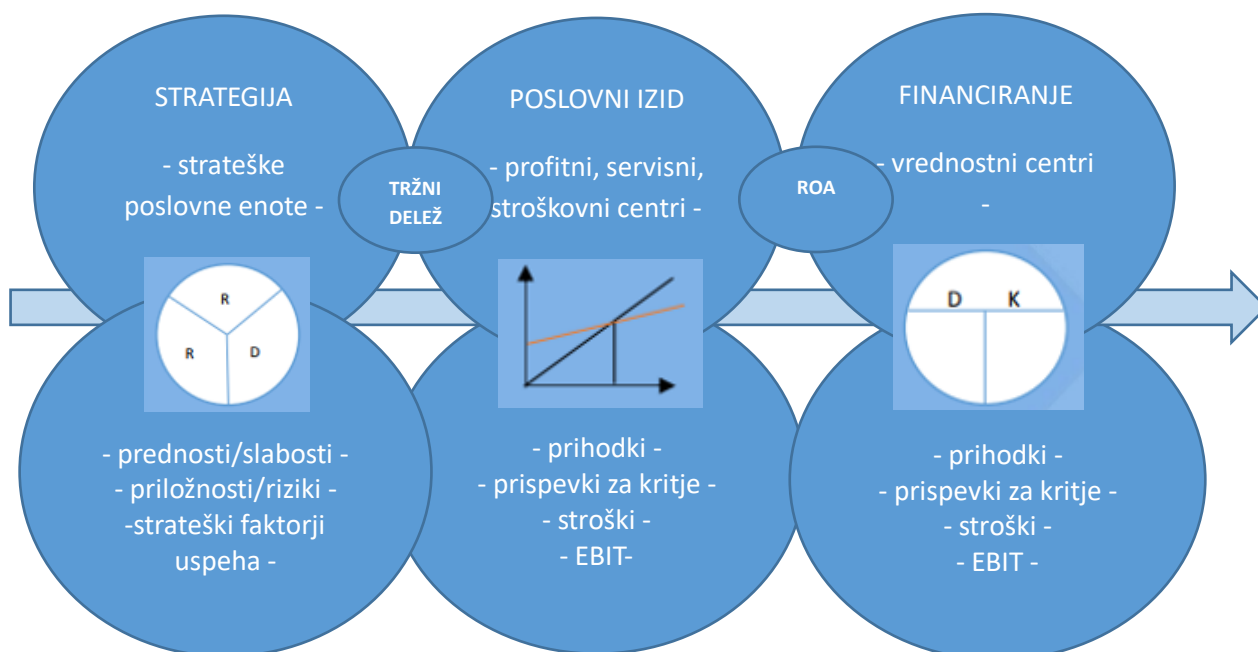 STRATEGIJA
- strateške
poslovne enote -
TRŽNI
DELEŽ
POSLOVNI IZID
- profitni, servisni,
stroškovni centri -
ROA
FINANCIRANJE
- vrednostni centri
-
R
R
D
D
K
- prednosti/slabosti -
- priložnosti/riziki -
-strateški faktorji
uspeha -
- prihodki -
- prispevki za kritje -
- stroški -
- EBIT-
- prihodki -
- prispevki za kritje -
- stroški -
- EBIT -